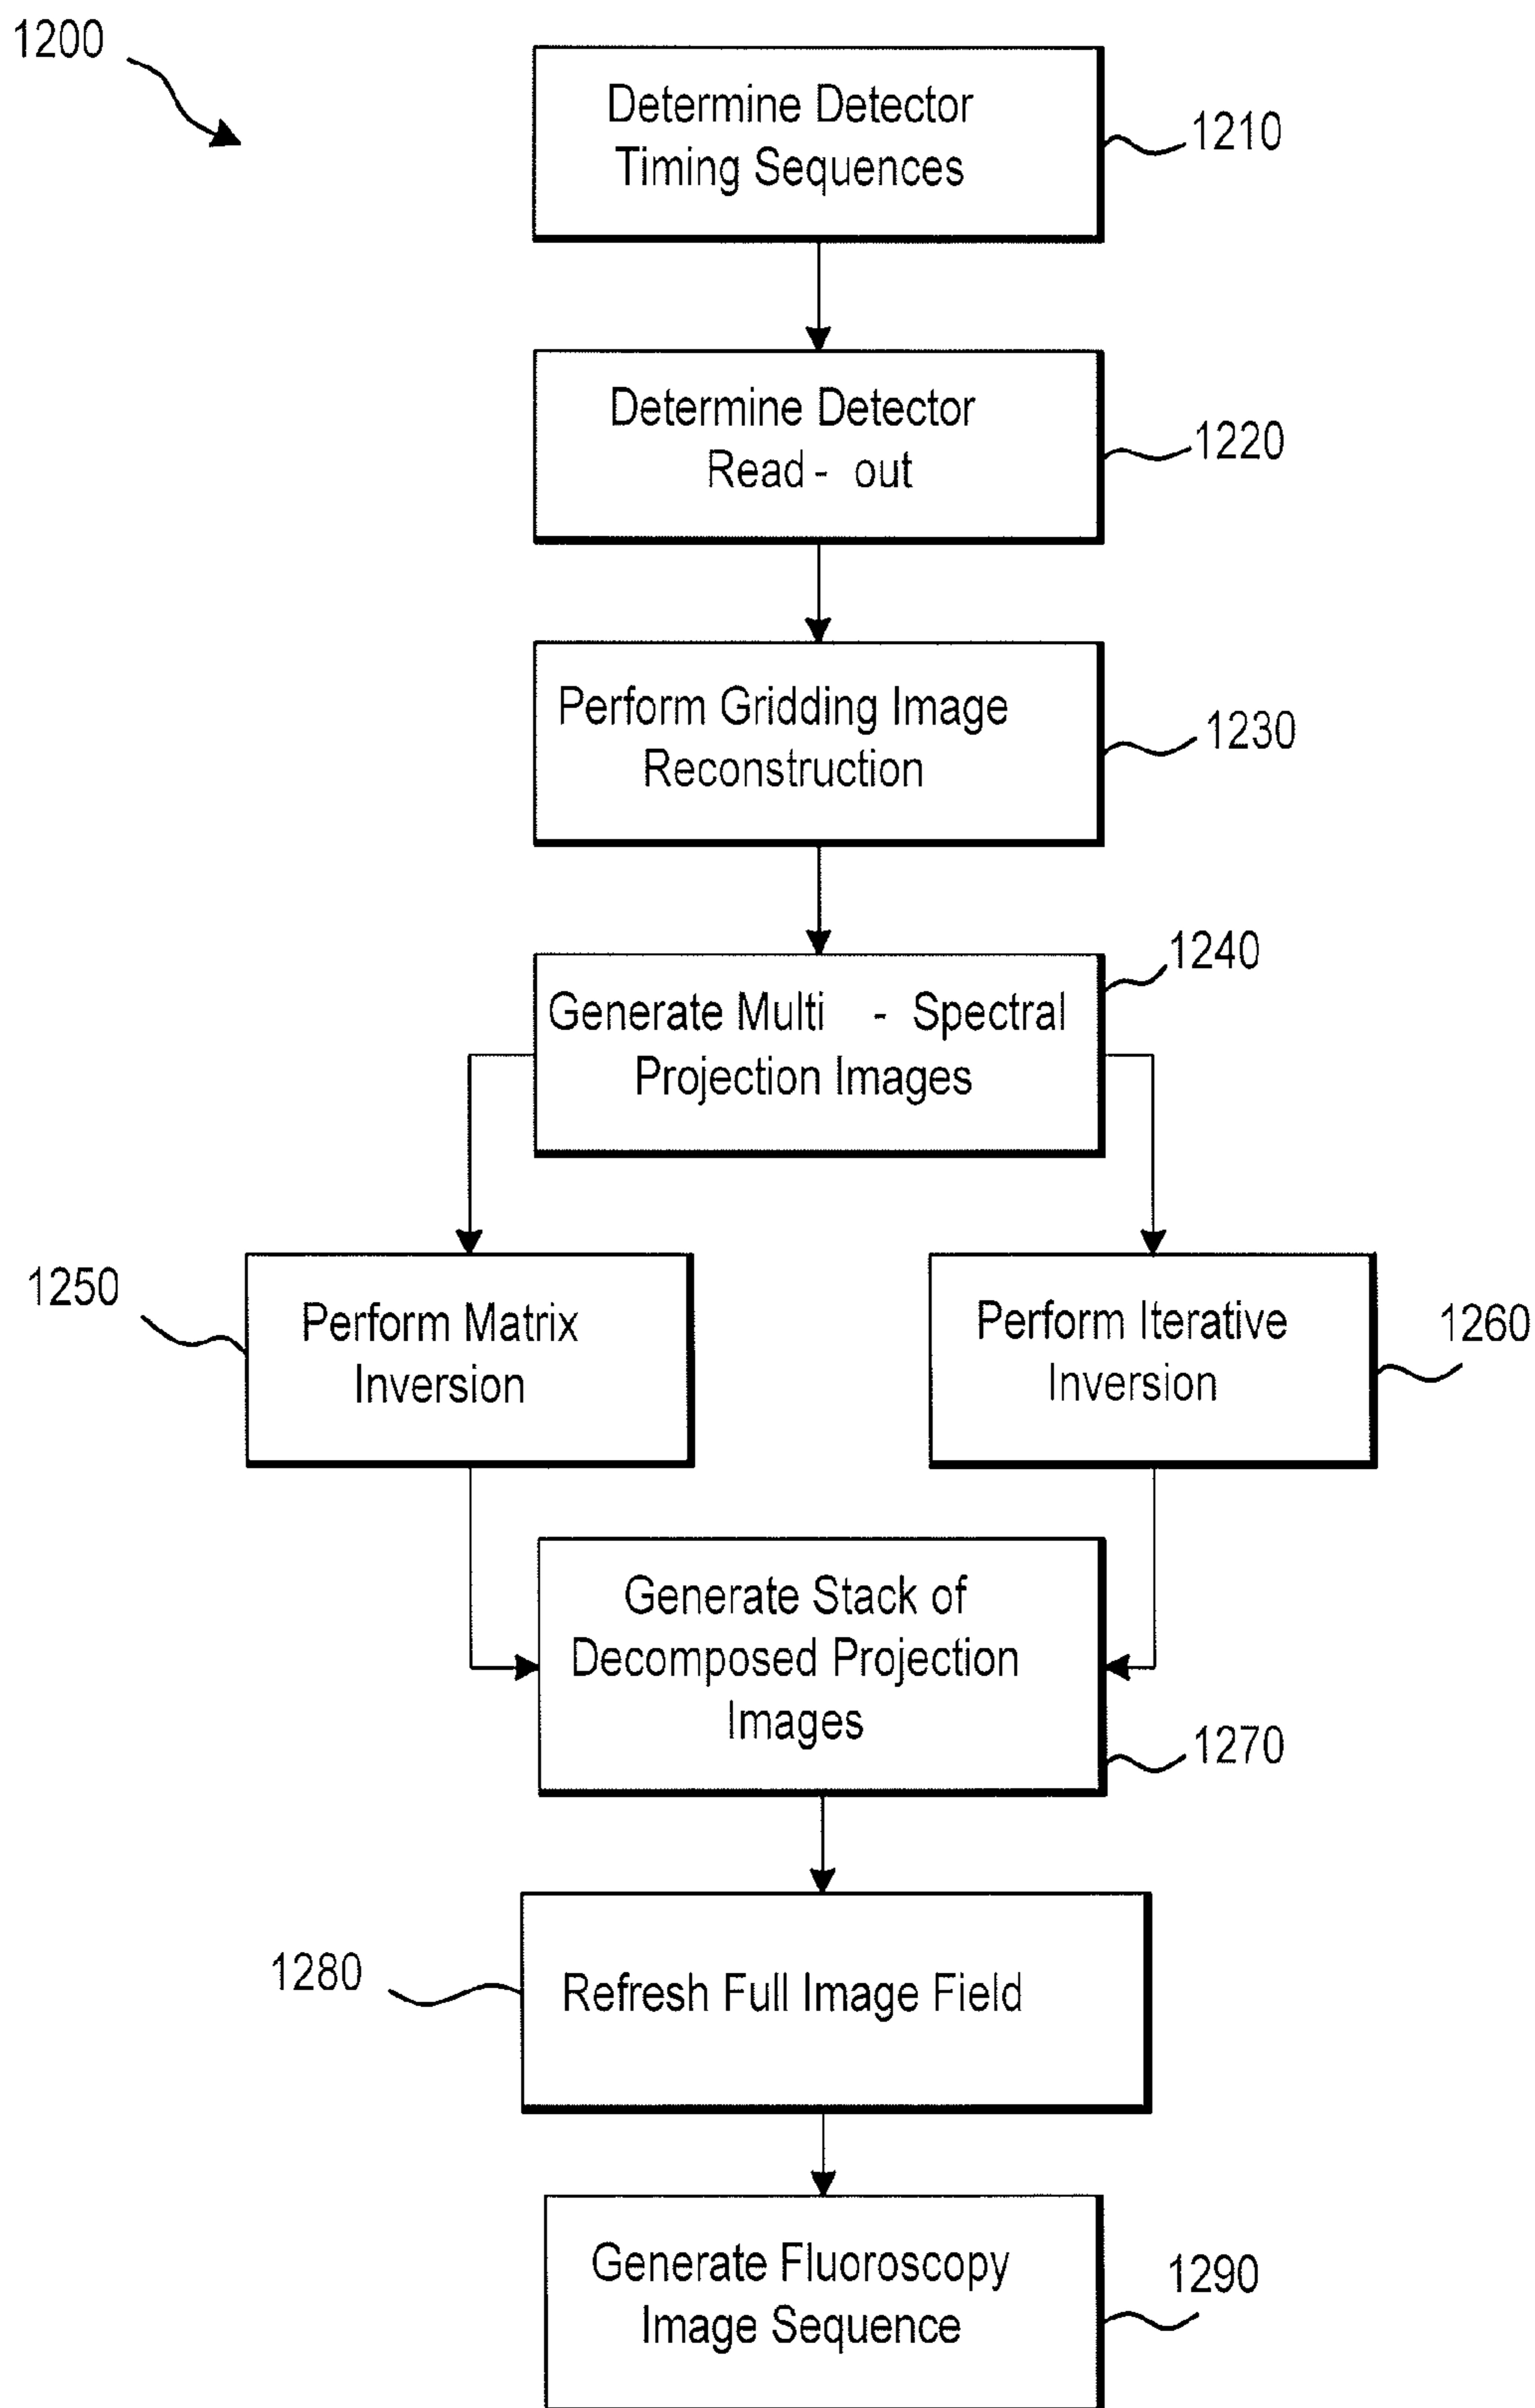 1200
Determine Detector
Timing Sequences
1210
Determine Detector
Read - out
1220
Perform Gridding Image
Reconstruction
1230
1240
Generate Multi - Spectral
Projection Images
1250
Perform Matrix
Inversion
Perform Iterative
Inversion
1260
Generate Stack of
Decomposed Projection
Images
1270
1280
Refresh Full Image Field
Generate Fluoroscopy
Image Sequence
1290